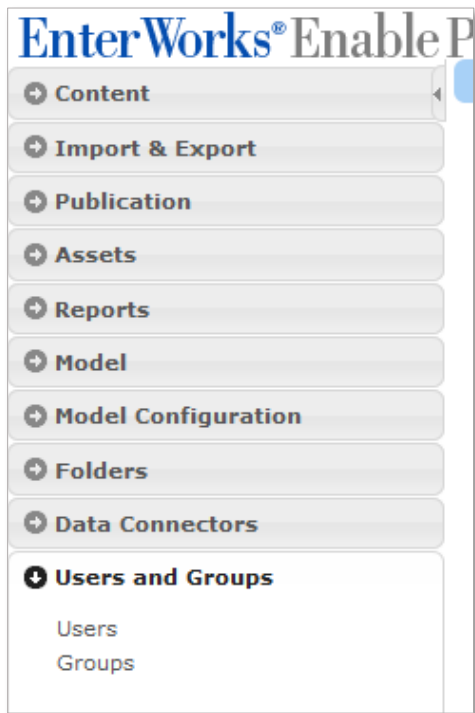 EnterWorks® Enable P
Content
Import & Export
Publication
Assets
Reports
Model
Model Configuration
Folders
Data Connectors
Users and Groups
Users
Groups